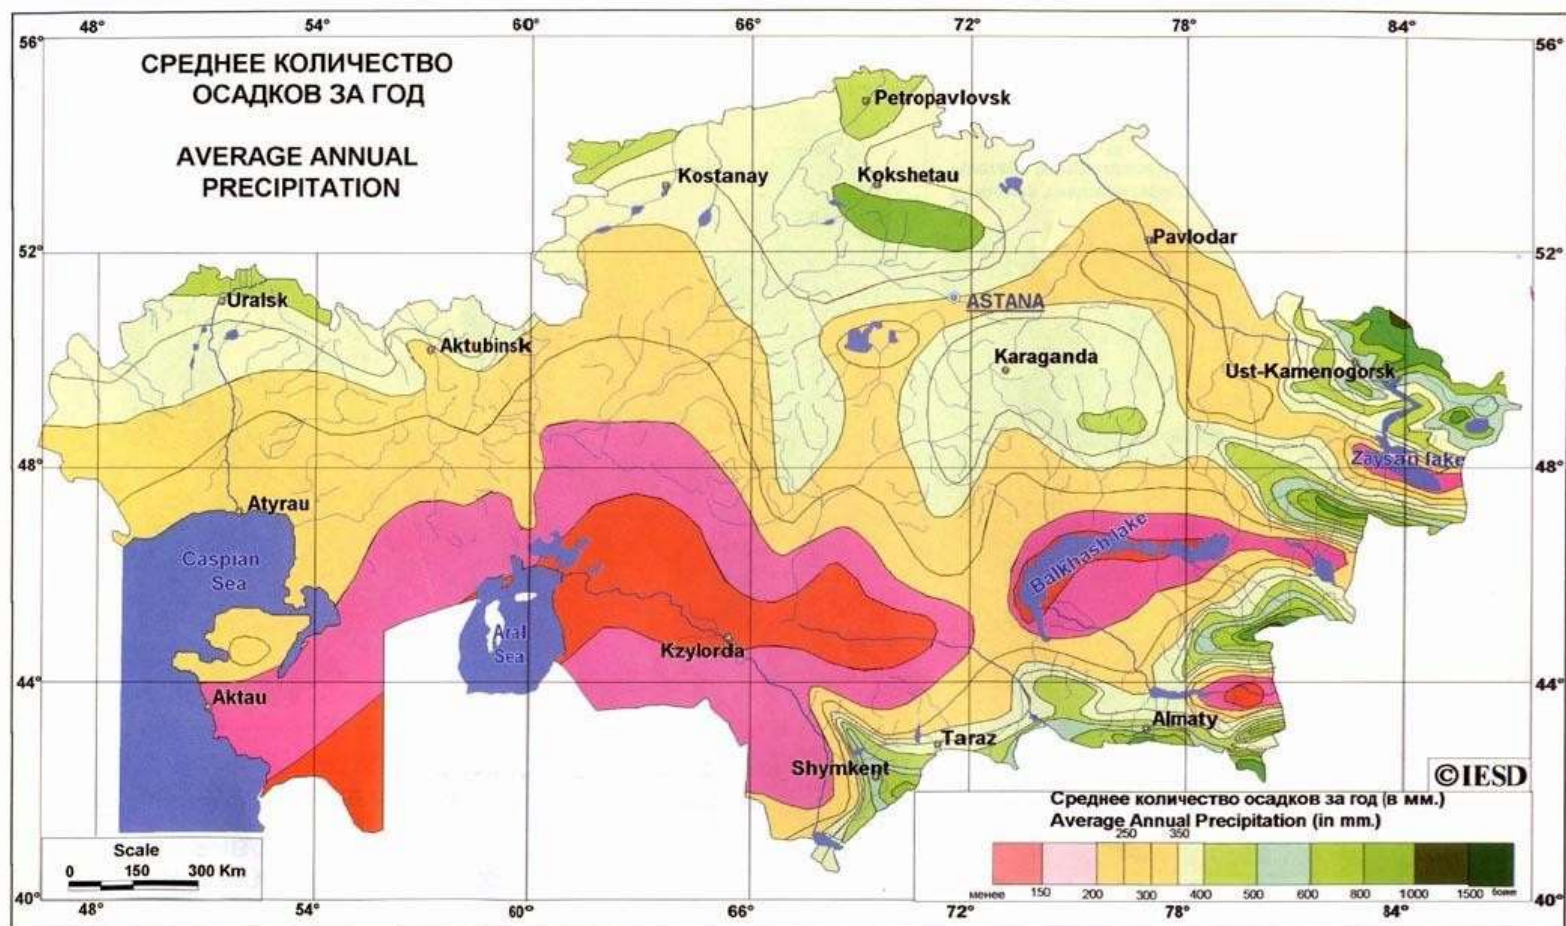 48° 54° 60° 66° 72° 78° 84°
56° 56°
СРЕДНЕЕ КОЛИЧЕСТВО
ОСАДКОВ ЗА ГОД
AVERAGE ANNUAL
PRECIPITATION
Petropavlovsk
Kostanay
Kokshetau
Pavlodar
52° 52°
Uralsk
ASTANA
Aktubinsk
Karaganda
Ust-Kamenogorsk
Zaysan lake
48° 48°
Atyrau
Balkhash lake
Caspian
Sea
Aral
Sea
Kzylorda
44° 44°
Aktau
Almaty
Taraz
Shymkent
©IESD
Среднее количество осадков за год (в мм.)
Average Annual Precipitation (in mm.)
250 350
менее 150 200 300 400 500 600 800 1000 1500 более
Scale
0 150 300 Km
40° 40°
48° 54° 60° 66° 72° 78° 84°